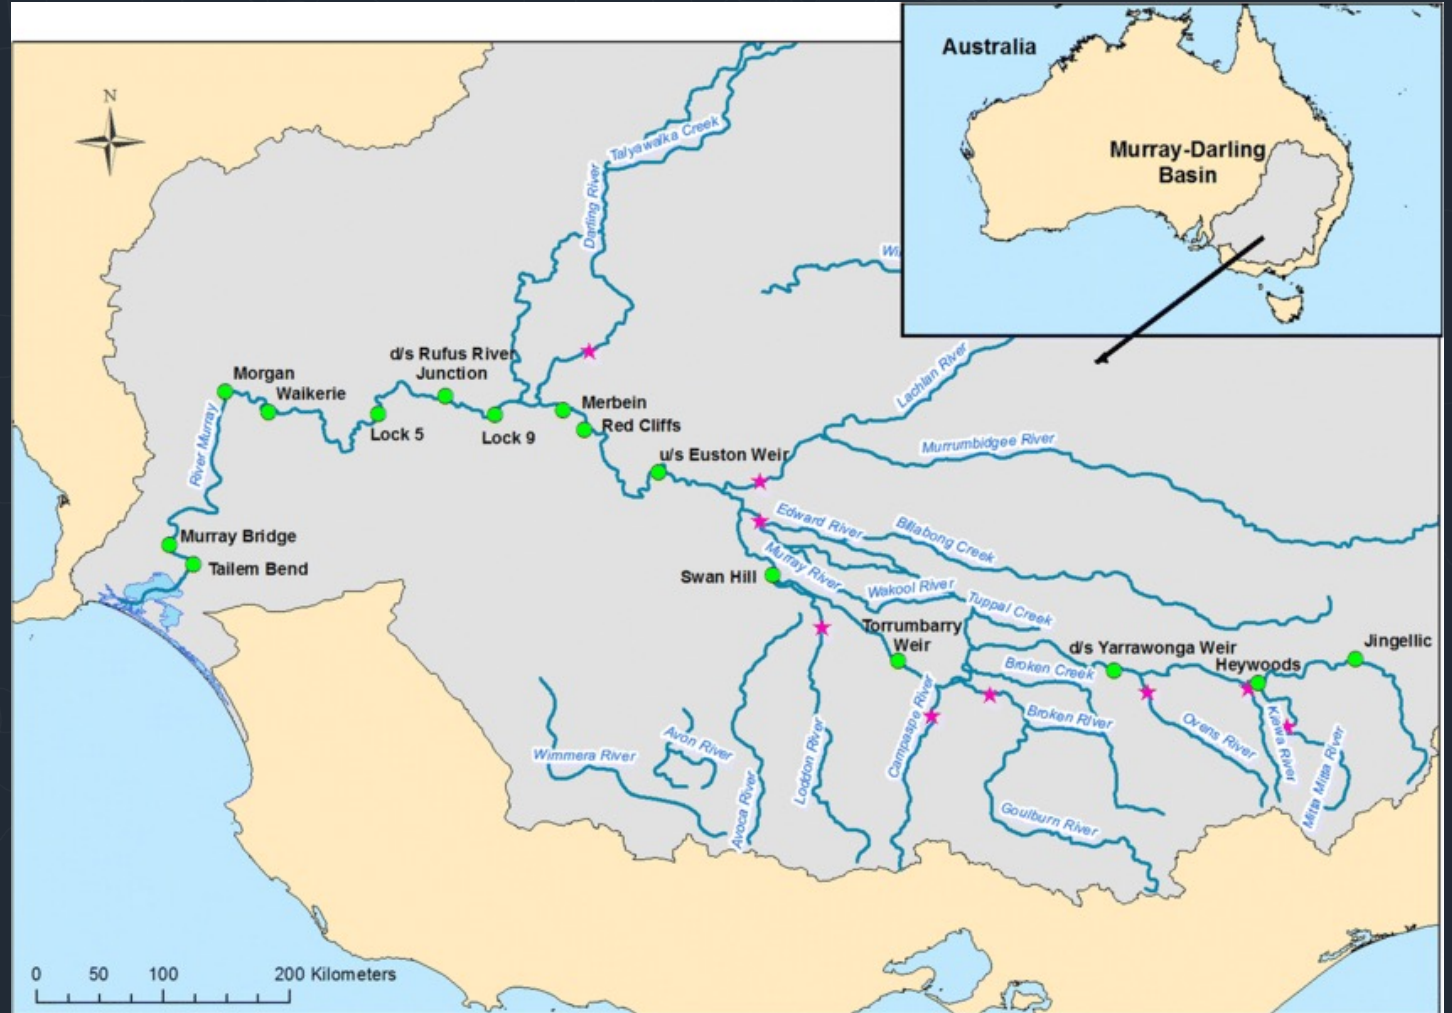 Australia
Murray-Darling
Basin
N
Talyawalka Creek
Darling River
d/s Rufus River
Junction
Lachlan River
Morgan
Waikerie
Merbein
Red Cliffs
River Murray
Lock 5
Lock 9
u/s Euston Weir
Murrumbidgee River
Edward River
Billabong Creek
Murray Bridge
Tailem Bend
Swan Hill
Murray River
Wakool River
Tuppal Creek
Torrumbarry
Weir
d/s Yarrawonga Weir
Jingellic
Heywoods
Broken Creek
Broken River
Campaspe River
Ovens River
Kiewa River
Mitta Mitta River
Wimmera River
Avon River
Avoca River
Loddon River
Goulburn River
0 50 100 200 Kilometers